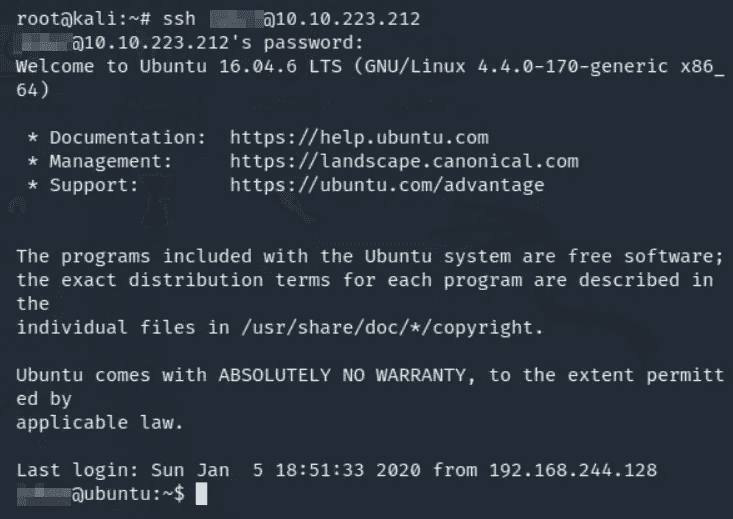 root@kali:~# ssh @10.10.223.212
@10.10.223.212's password:
Welcome to Ubuntu 16.04.6 LTS (GNU/Linux 4.4.0-170-generic x86_
64)
* Documentation: https://help.ubuntu.com
* Management: https://landscape.canonical.com
* Support: https://ubuntu.com/advantage
The programs included with the Ubuntu system are free software;
the exact distribution terms for each program are described in
the
individual files in /usr/share/doc/*/copyright.
Ubuntu comes with ABSOLUTELY NO WARRANTY, to the extent permitt
ed by
applicable law.
Last login: Sun Jan  5 18:51:33 2020 from 192.168.244.128
@ubuntu:~$